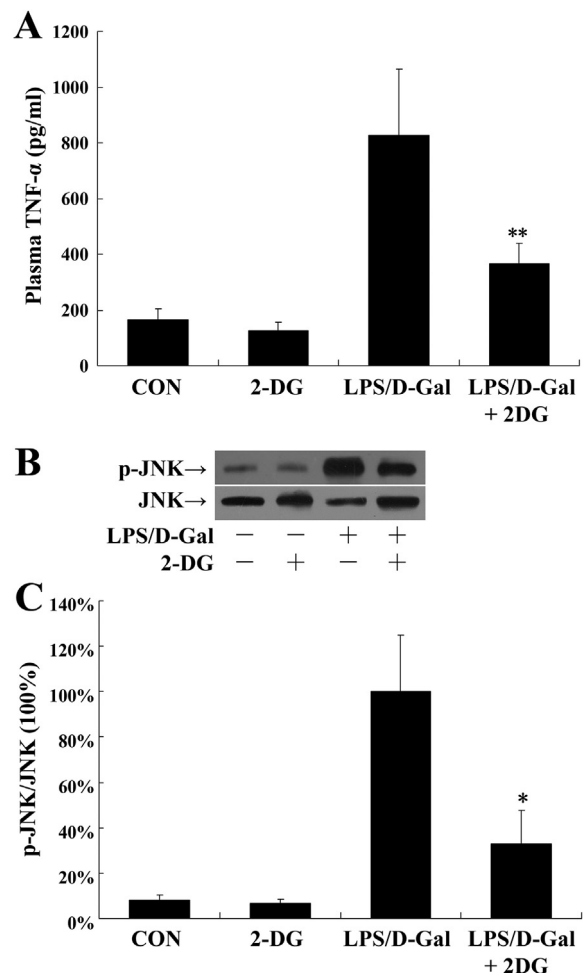 A
1200
1000
800
600
400
200
0
Plasma TNF-α (pg/ml)
**
CON
2-DG
LPS/D-Gal
LPS/D-Gal
+ 2DG
B
p-JNK→
JNK→
LPS/D-Gal − − + +
2-DG − + − +
C
140%
120%
100%
80%
60%
40%
20%
0%
p-JNK/JNK (100%)
*
CON
2-DG
LPS/D-Gal
LPS/D-Gal
+ 2DG